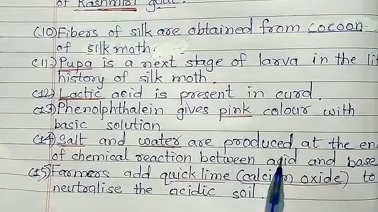 of Kashmiri goat.
(10) Fibers of silk are obtained from cocoon
of silk moth.
(11) Pupa is a next stage of larva in the li
history of silk moth.
(12) Lactic acid is present in curd.
(13) Phenolphthalein gives pink colour with
basic solution
(14) Salt and water are produced at the en
of chemical reaction between acid and base
(15) Farmers add quick lime (calcium oxide) to
neutralise the acidic soil.